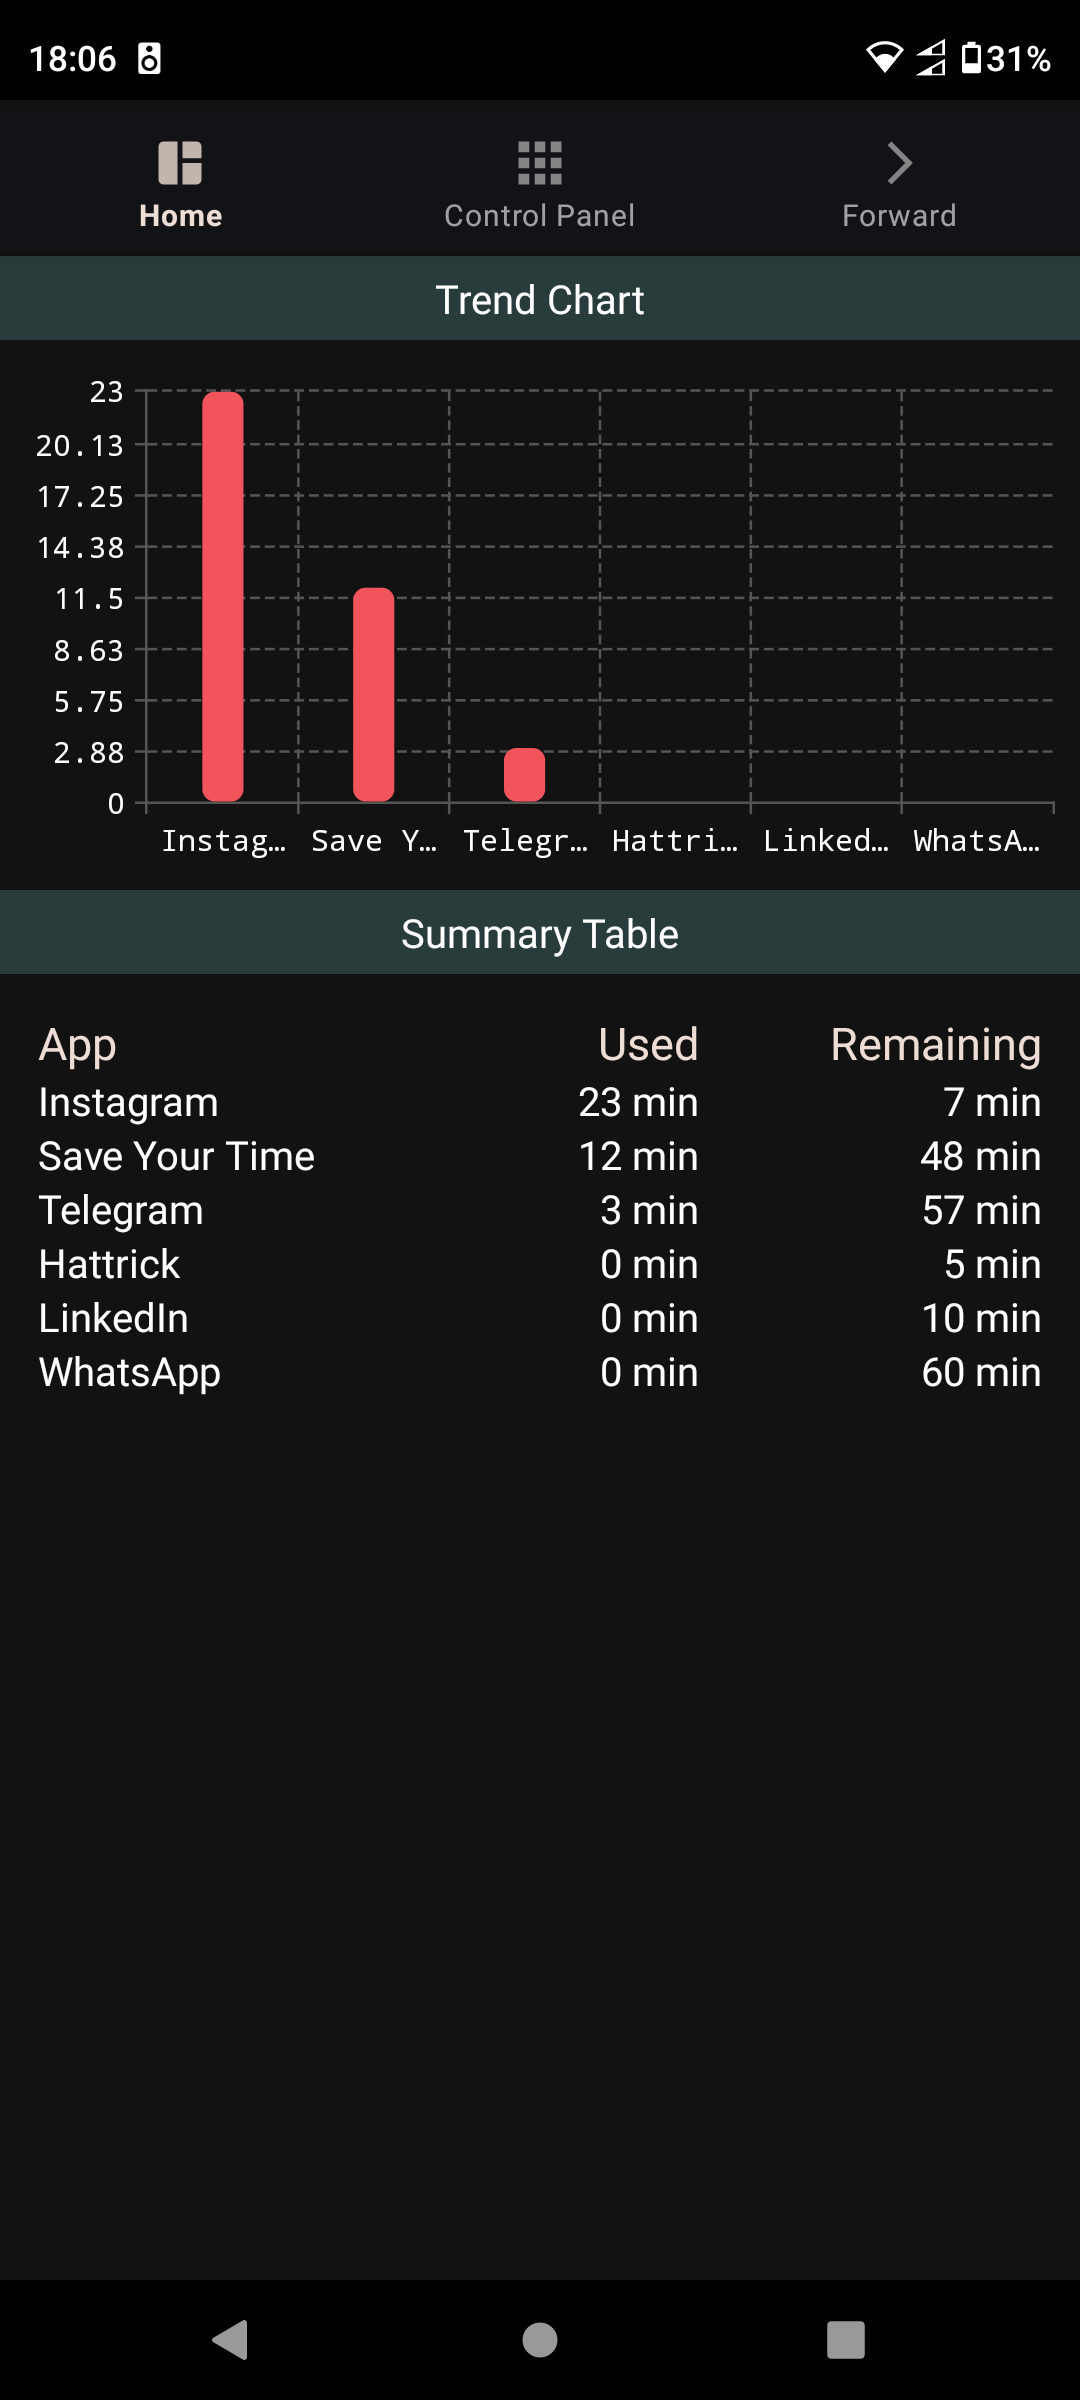 18:06 31%
Home Control Panel Forward
Trend Chart
23
20.13
17.25
14.38
11.5
8.63
5.75
2.88
0
Instag… Save Y… Telegr… Hattri… Linked… WhatsA…
Summary Table
App Used Remaining
Instagram 23 min 7 min
Save Your Time 12 min 48 min
Telegram 3 min 57 min
Hattrick 0 min 5 min
LinkedIn 0 min 10 min
WhatsApp 0 min 60 min